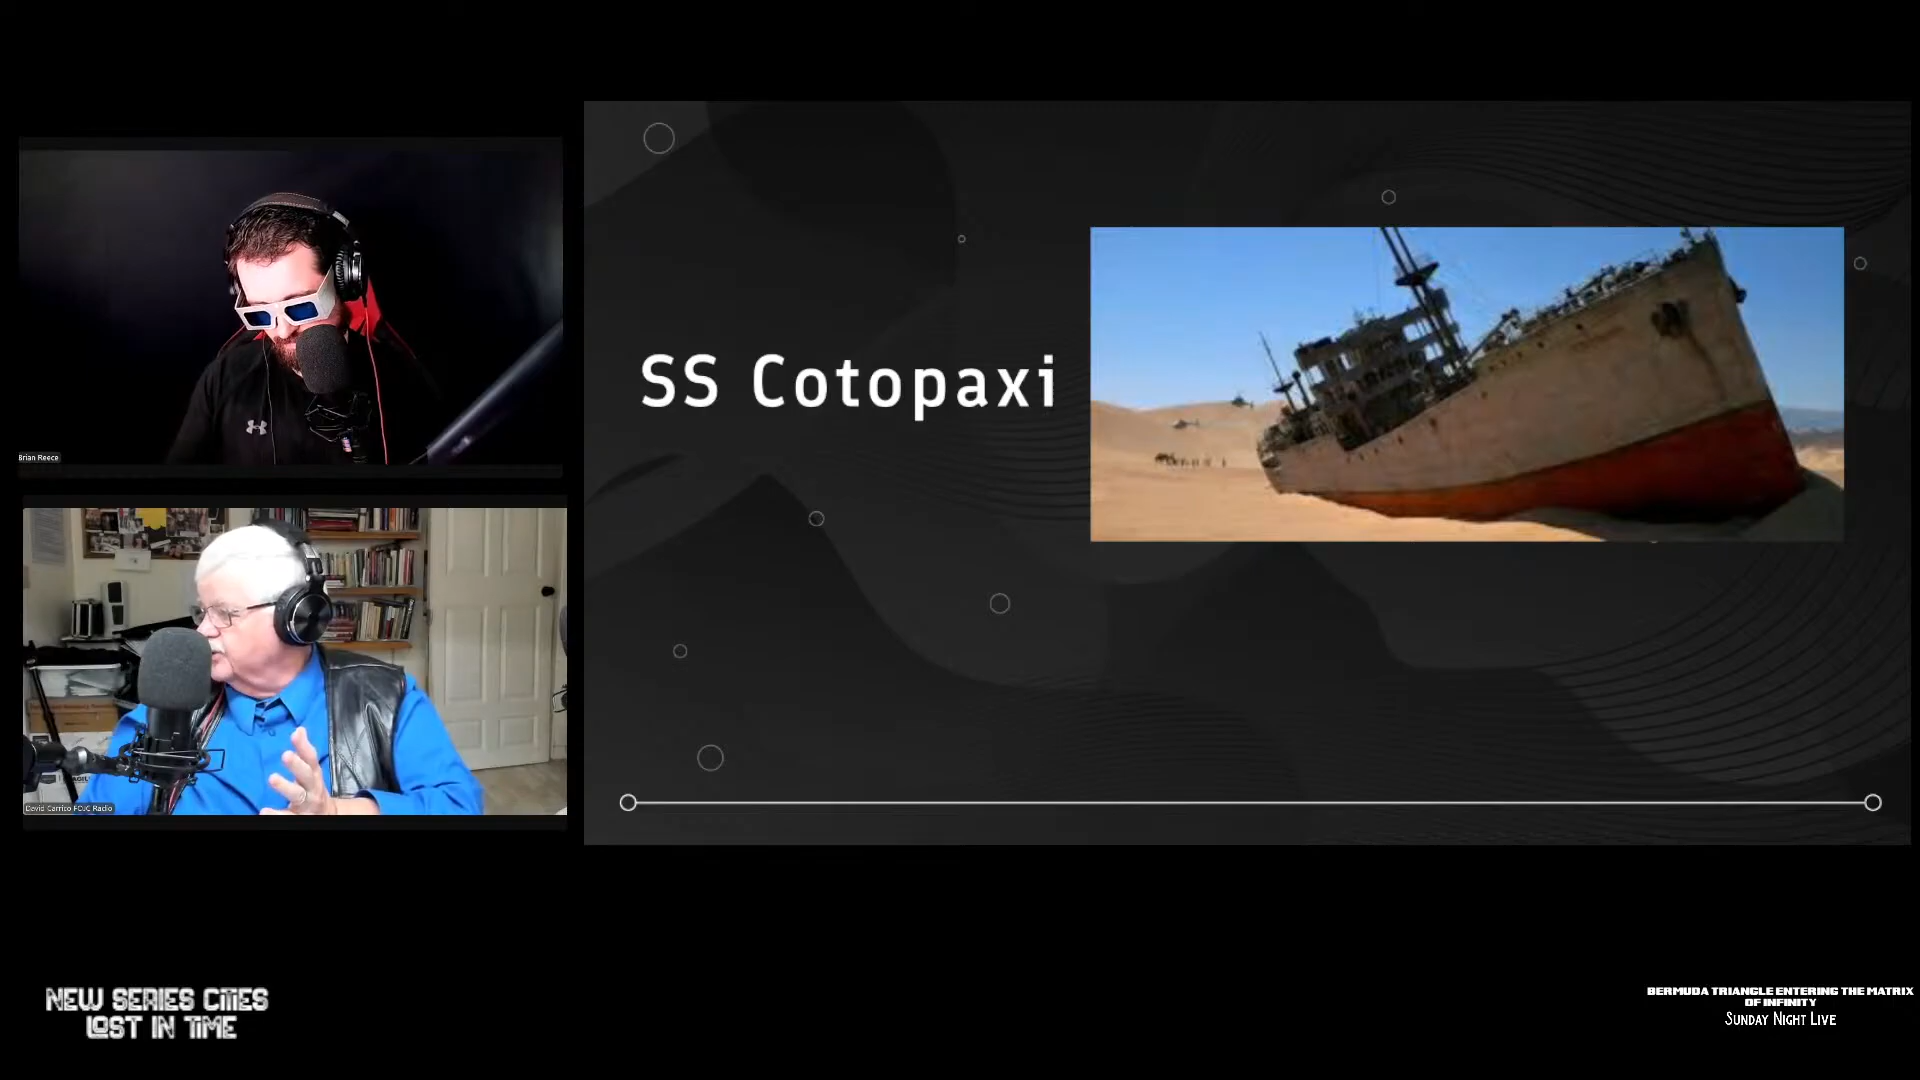 Brian Reece
SS Cotopaxi
David Carrico FOJC Radio
NEW SERIES CITIES
LOST IN TIME
BERMUDA TRIANGLE ENTERING THE MATRIX
OF INFINITY
SUNDAY NIGHT LIVE